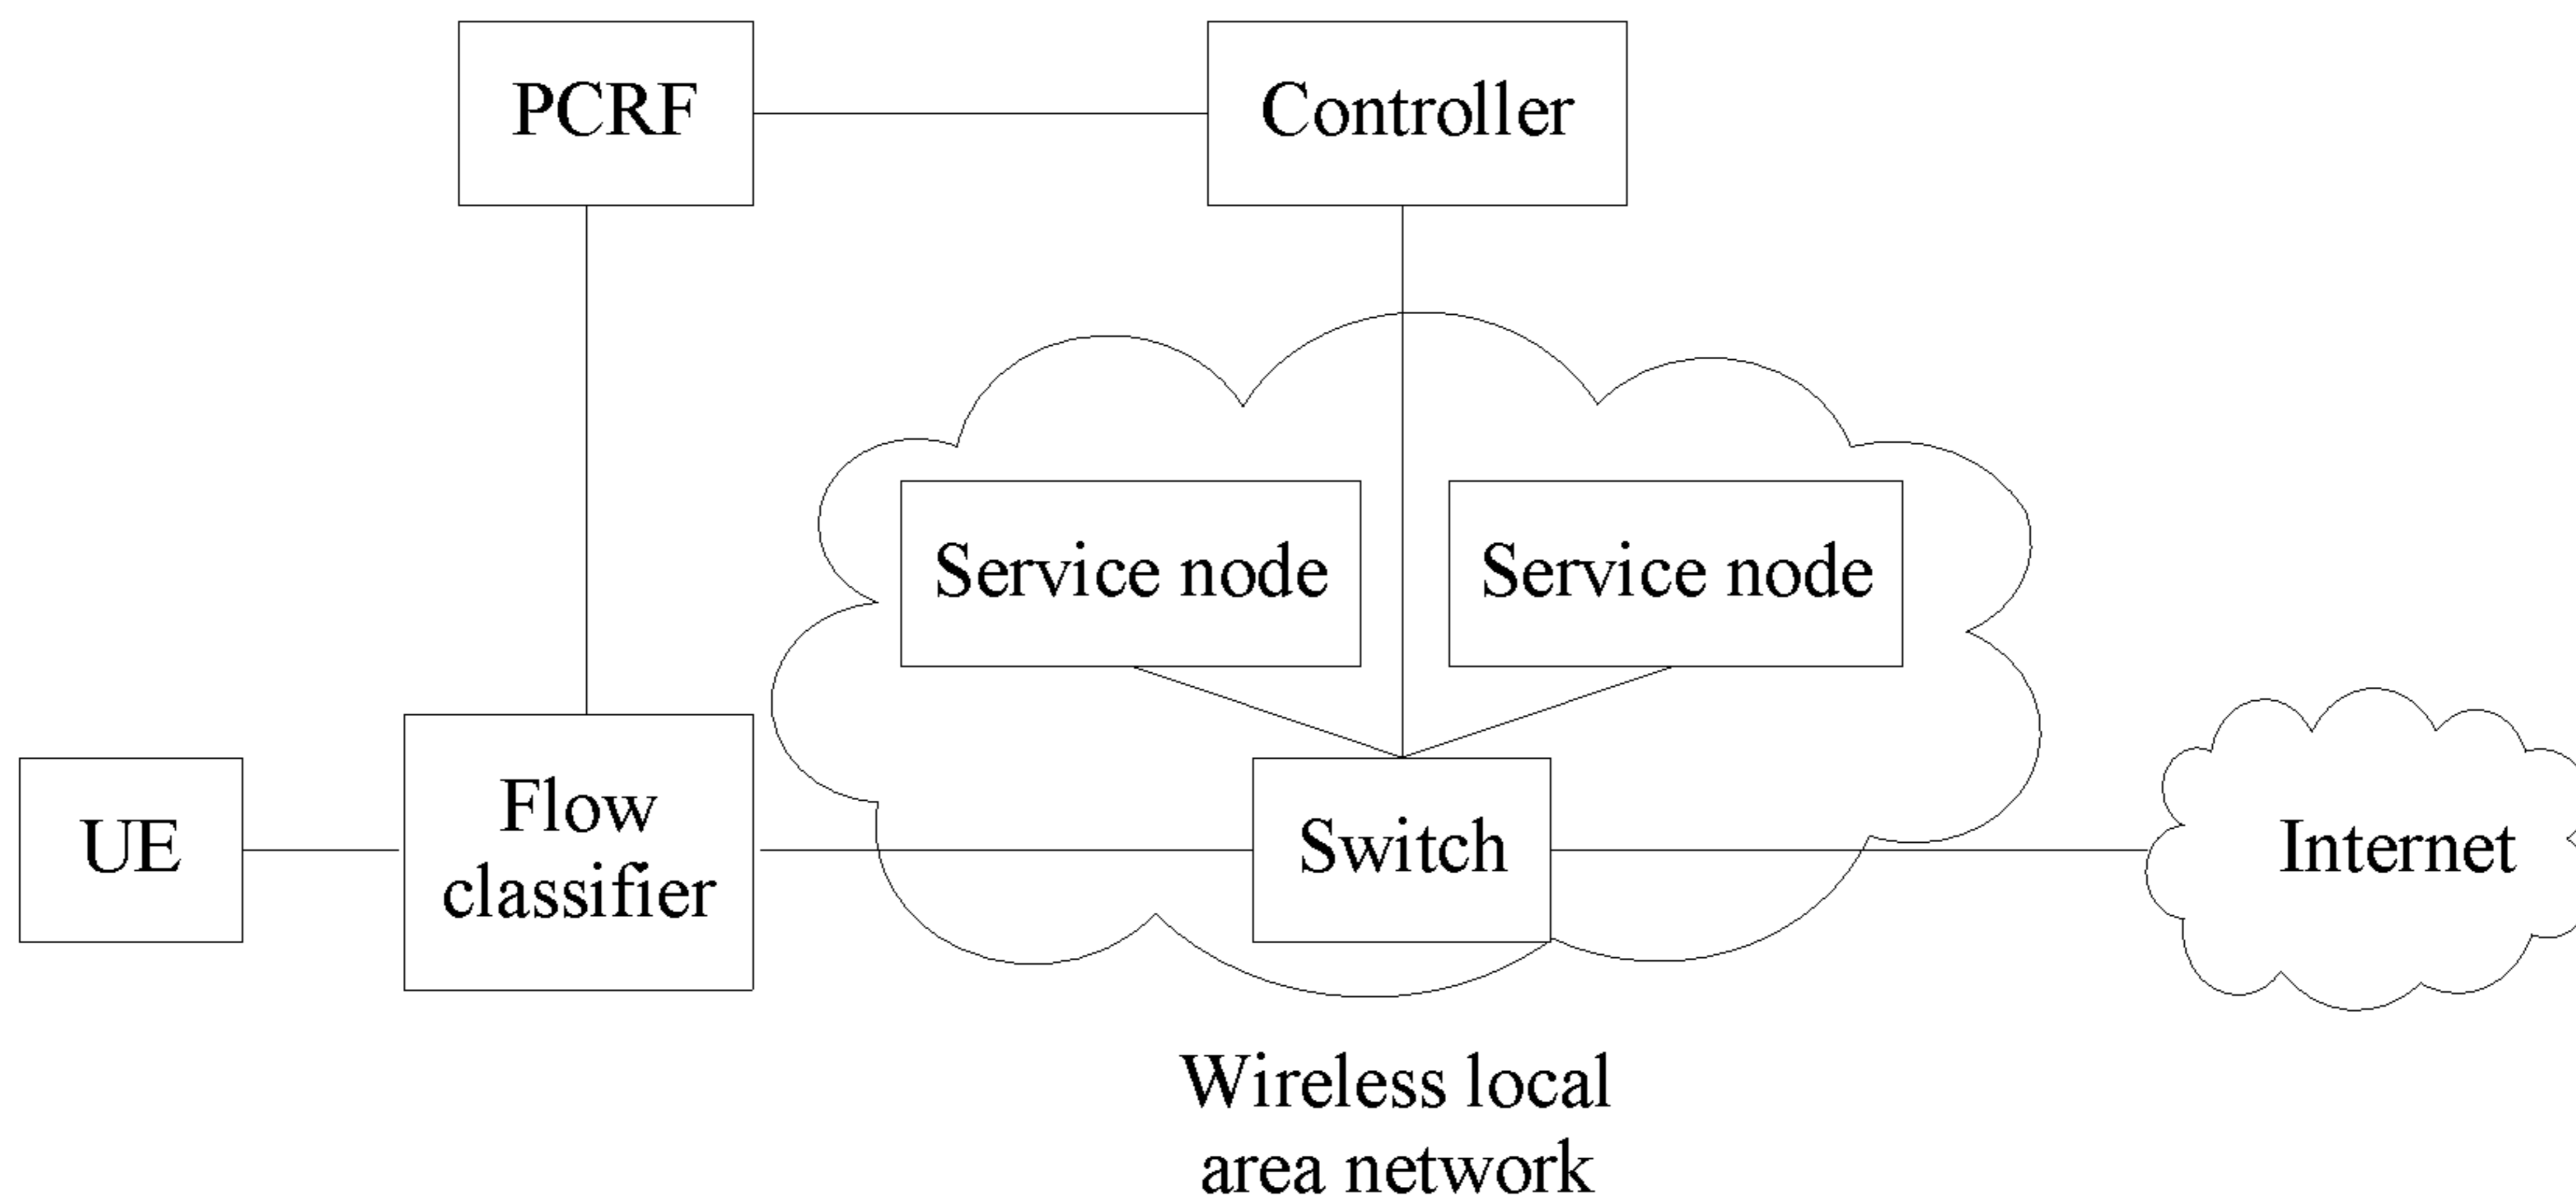 PCRF
Controller
Service node
Service node
UE
Flow
classifier
Switch
Internet
Wireless local
area network